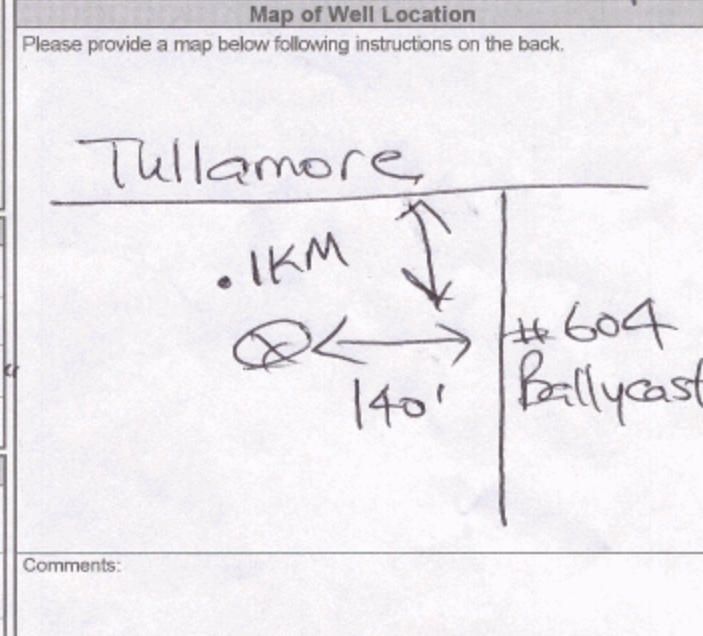 Map of Well Location
Please provide a map below following instructions on the back.
Tullamore
.1KM
#604
140'
Ballycast
Comments: